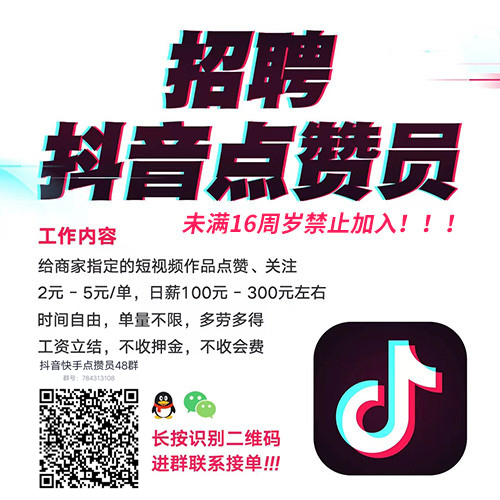 招聘
抖音点赞员
未满16周岁禁止加入！！！
工作内容
给商家指定的短视频作品点赞、关注
2元 - 5元/单，日薪100元 - 300元左右
时间自由，单量不限，多劳多得
工资立结，不收押金，不收会费
抖音快手点攒员48群
群号：784313108
长按识别二维码
进群联系接单!!!